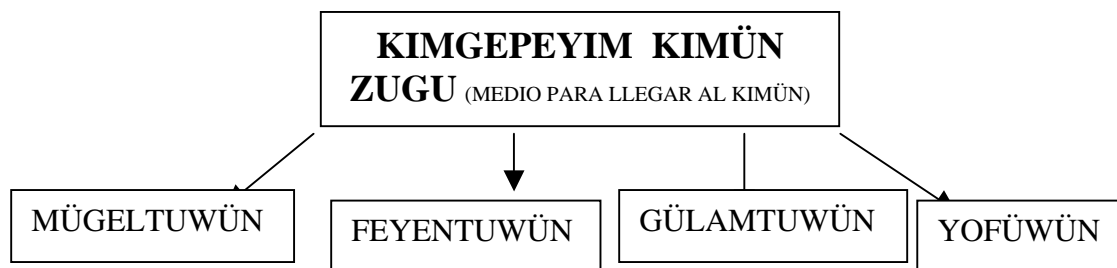 KIMGEPEYIM KIMÜN
ZUGU (MEDIO PARA LLEGAR AL KIMÜN)
MÜGELTUWÜN
FEYENTUWÜN
GÜLAMTUWÜN
YOFÜWÜN